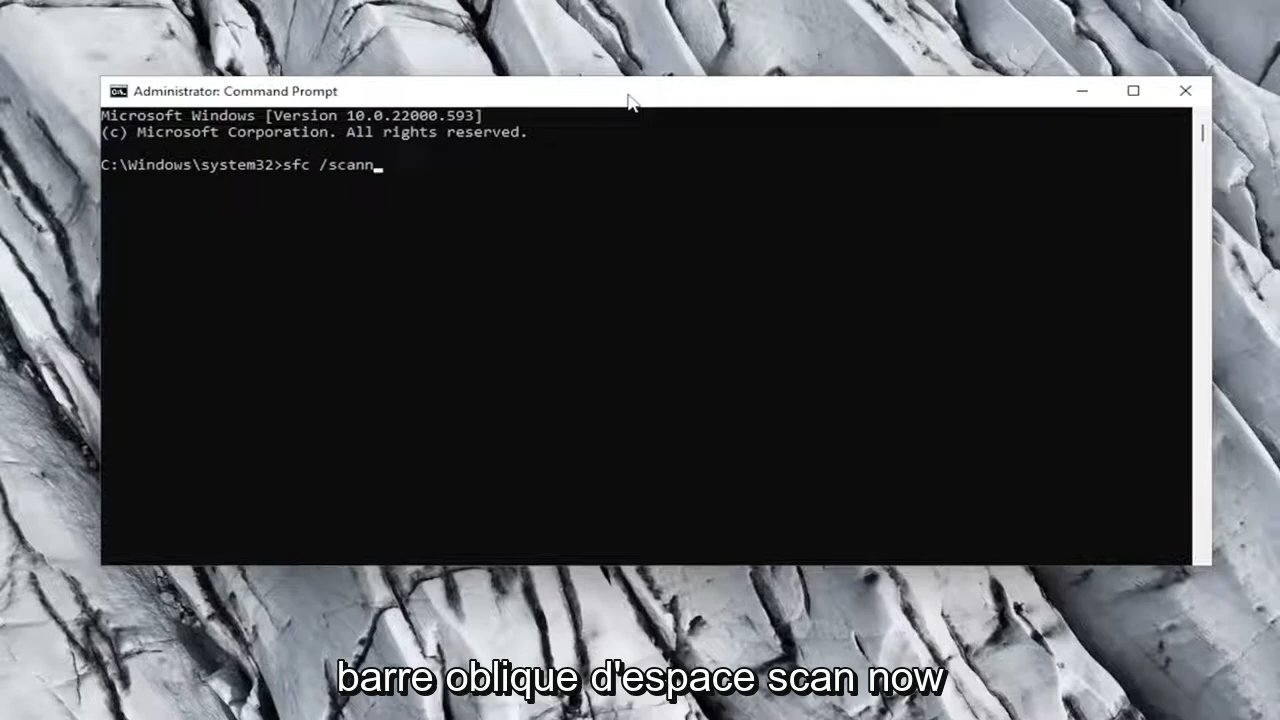 Administrator: Command Prompt
Microsoft Windows [Version 10.0.22000.593]
(c) Microsoft Corporation. All rights reserved.
C:\Windows\system32>sfc /scann
barre oblique d'espace scan now